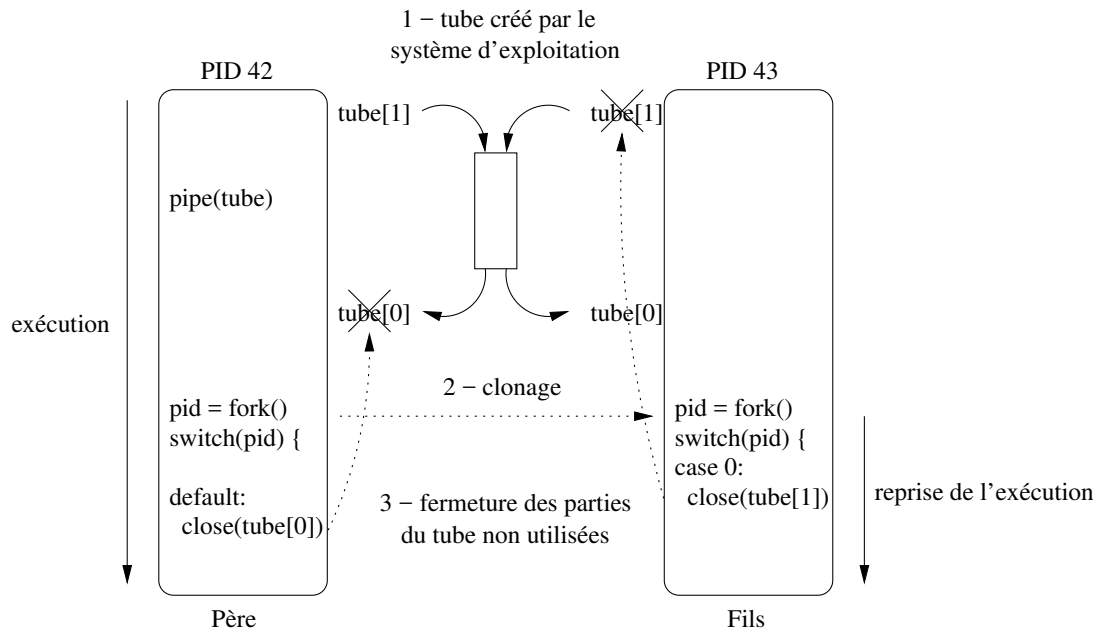 1 − tube créé par le
système d'exploitation
PID 42
PID 43
tube[1]
tube[1]
pipe(tube)
tube[0]
tube[0]
exécution
2 − clonage
pid = fork()
switch(pid) {
default:
close(tube[0])
pid = fork()
switch(pid) {
case 0:
close(tube[1])
3 − fermeture des parties
du tube non utilisées
reprise de l'exécution
Père
Fils